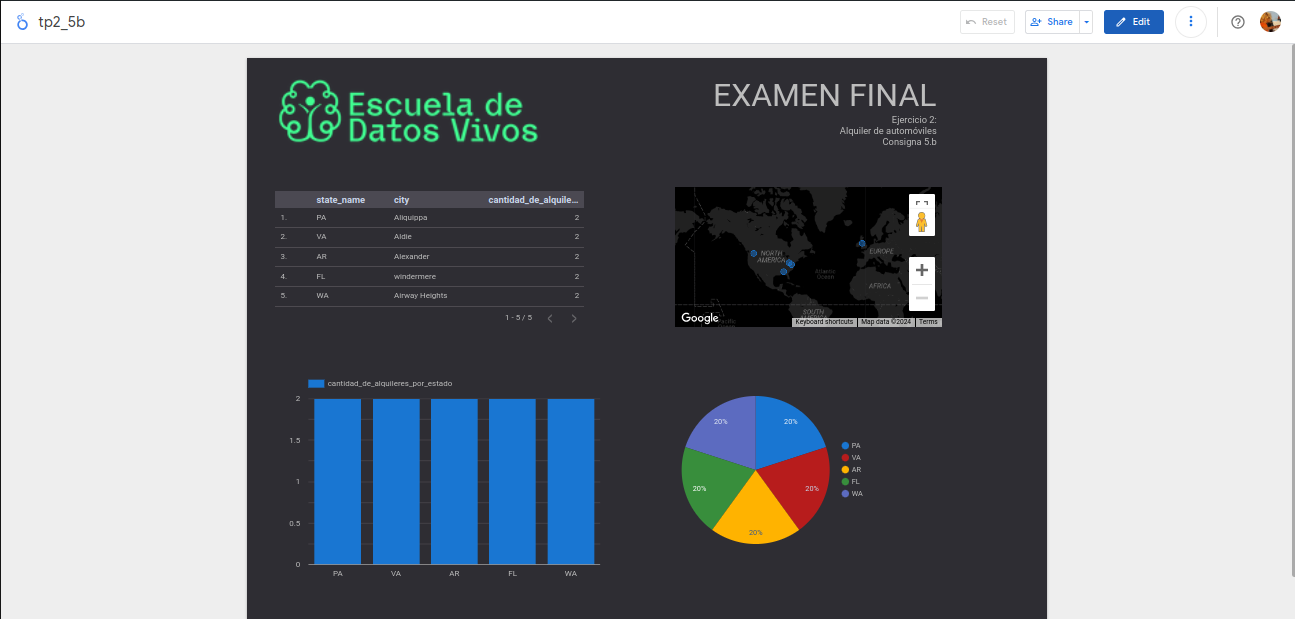 tp2_5b
Reset
Share
Edit
Escuela de
Datos Vivos
EXAMEN FINAL
Ejercicio 2:
Alquiler de automóviles
Consigna 5.b
state_name city cantidad_de_alquile...
1. PA Aliquippa 2
2. VA Aldie 2
3. AR Alexander 2
4. FL windermere 2
5. WA Airway Heights 2
1 - 5 / 5
NORTH
AMERICA
EUROPE
Atlantic
Ocean
AFRICA
SOUTH
AMERICA
Google
Keyboard shortcuts Map data ©2024 Terms
cantidad_de_alquileres_por_estado
2
1.5
1
0.5
0
PA VA AR FL WA
20% 20%
20% 20%
20%
PA
VA
AR
FL
WA